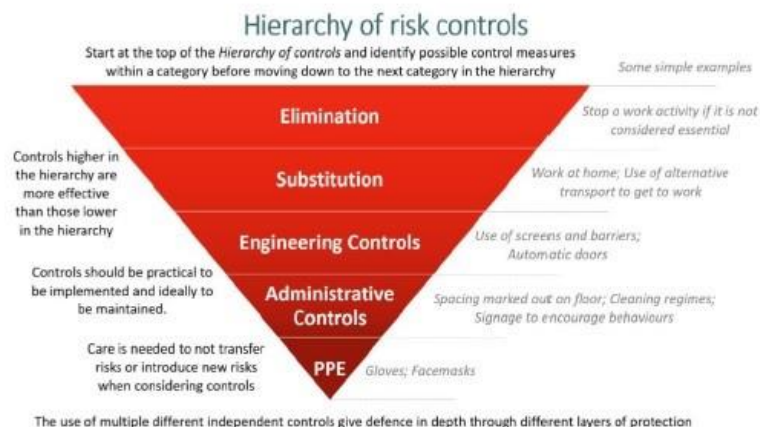 Hierarchy of risk controls
Start at the top of the Hierarchy of controls and identify possible control measures
within a category before moving down to the next category in the hierarchy
Some simple examples
Elimination
Stop a work activity if it is not
considered essential
Controls higher in
the hierarchy are
more effective
than those lower
in the hierarchy
Substitution
Work at home; Use of alternative
transport to get to work
Engineering Controls
Use of screens and barriers;
Automatic doors
Controls should be practical to
be implemented and ideally to
be maintained.
Administrative
Controls
Spacing marked out on floor; Cleaning regimes;
Signage to encourage behaviours
Care is needed to not transfer
risks or introduce new risks
when considering controls
PPE
Gloves; Facemasks
The use of multiple different independent controls give defence in depth through different layers of protection